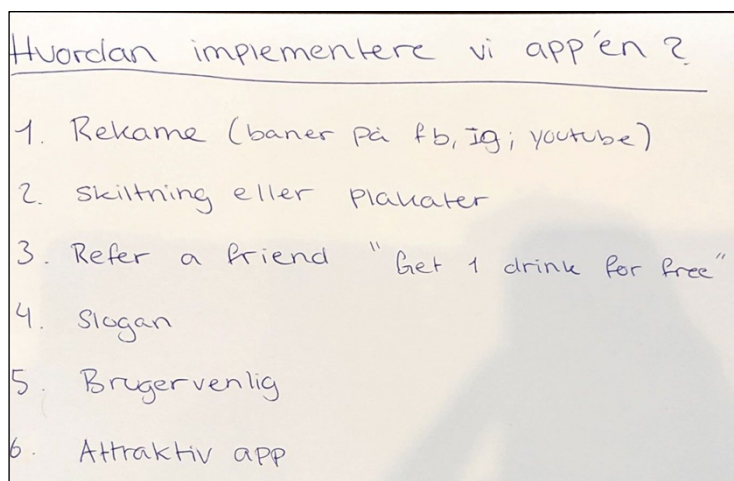 Hvordan implementere vi app'en ?
1. Rekame (baner på fb, Ig; youtube)
2. Skiltning eller plakater
3. Refer a friend "Get 1 drink for free"
4. Slogan
5. Brugervenlig
6. Attraktiv app